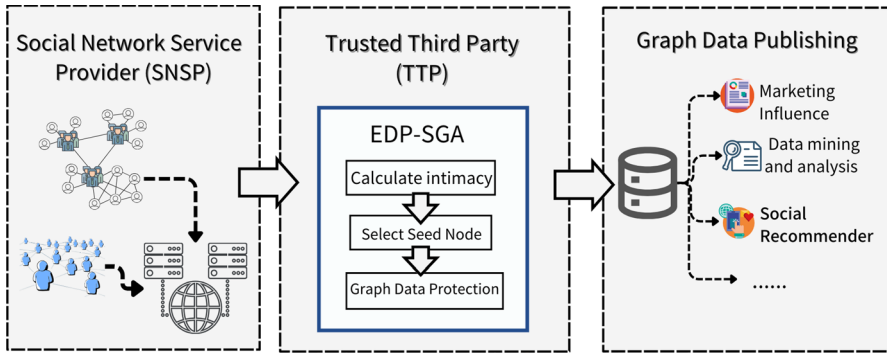 Social Network Service
Provider (SNSP)
Trusted Third Party
(TTP)
EDP-SGA
Calculate intimacy
Select Seed Node
Graph Data Protection
Graph Data Publishing
Marketing
Influence
Data mining
and analysis
Social
Recommender
......